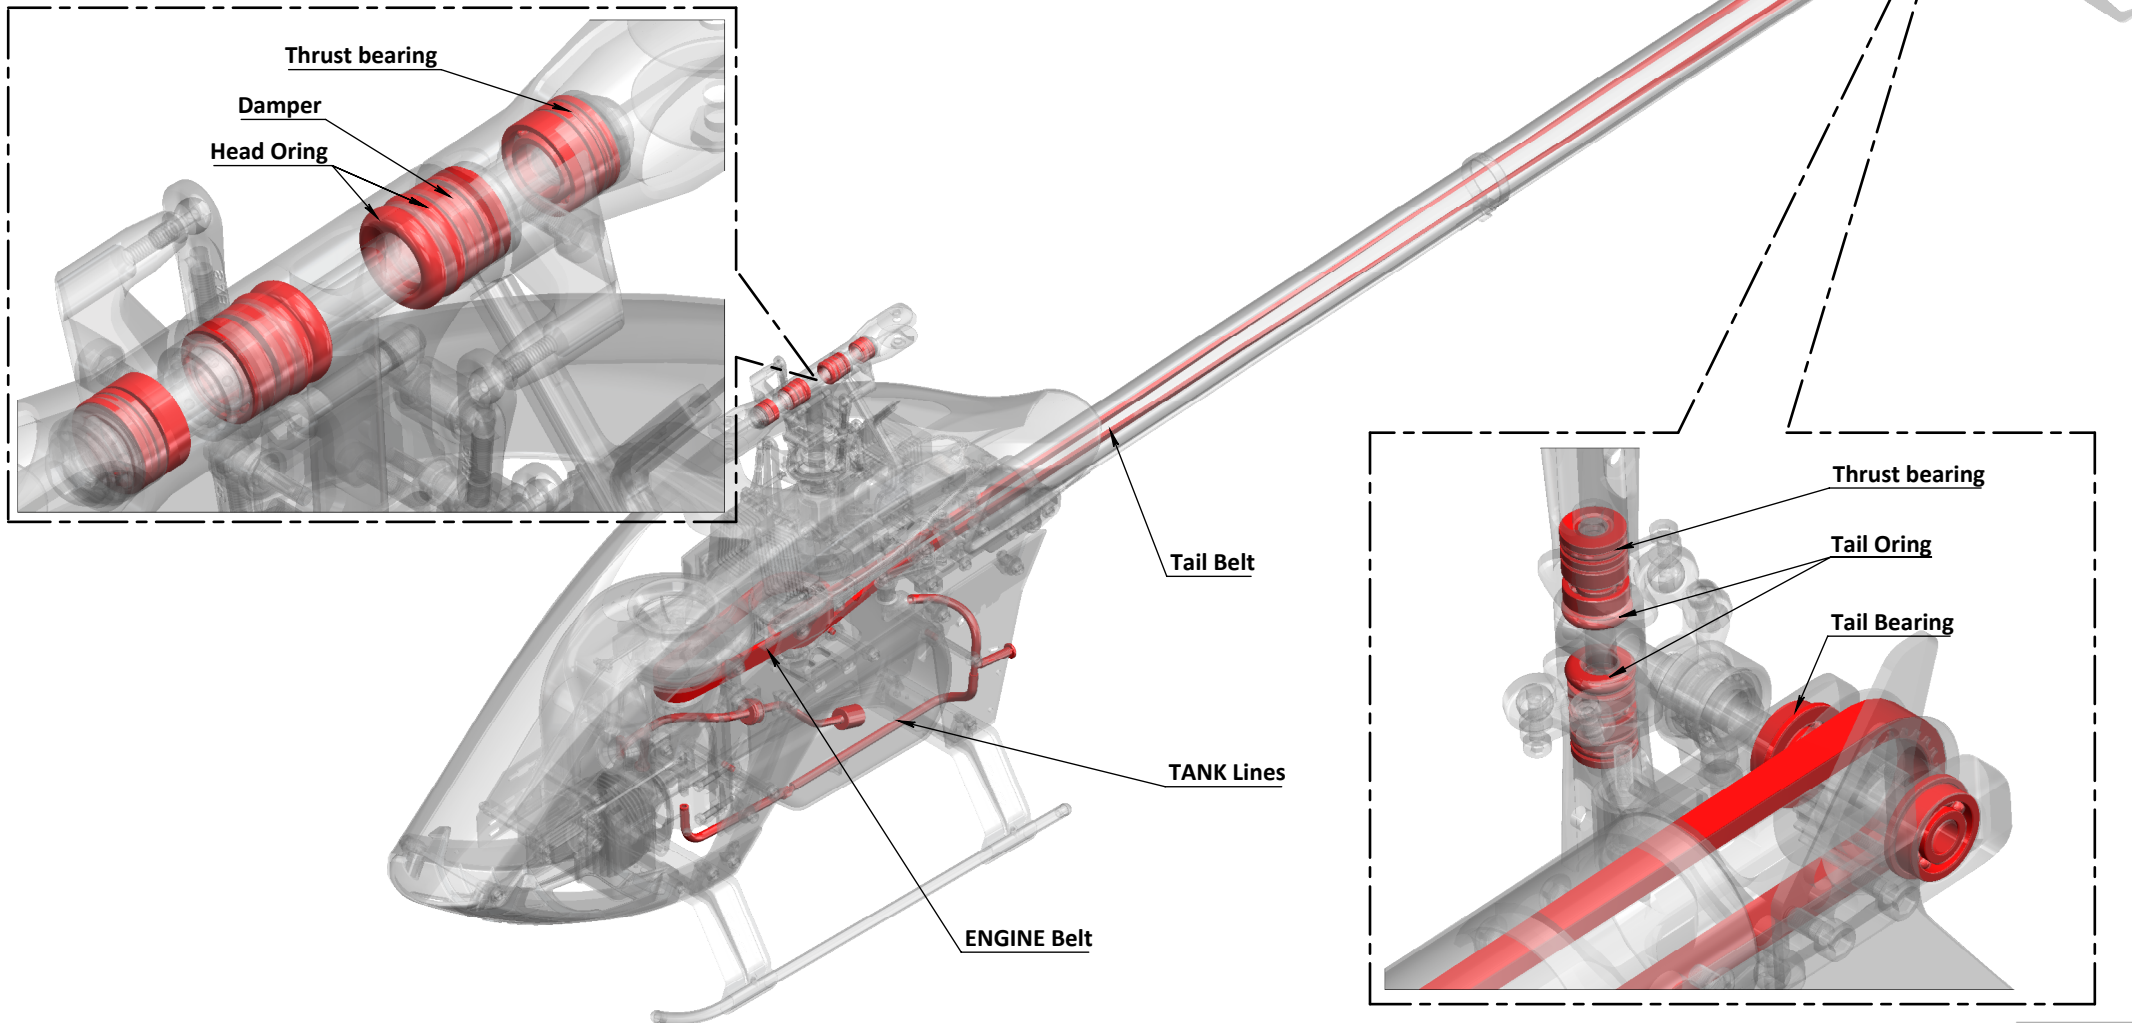 Thrust bearing
Damper
Head Oring
Thrust bearing
Tail Oring
Tail Belt
Tail Bearing
TANK Lines
ENGINE Belt